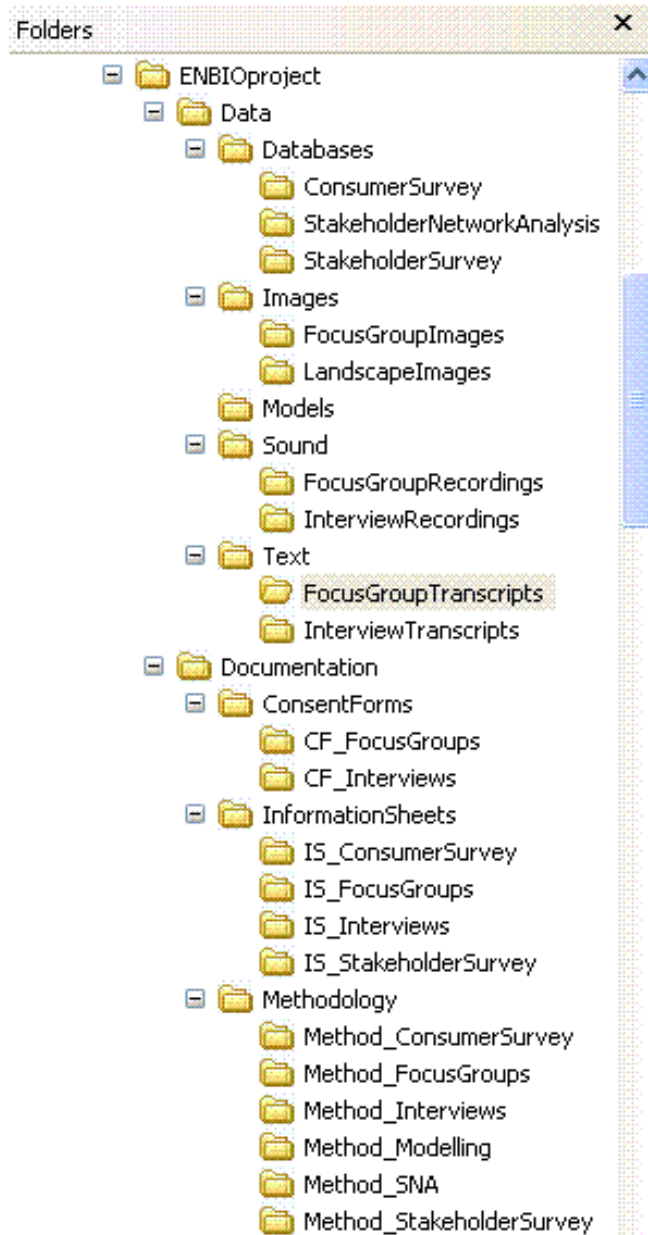 Folders
ENBIOproject
Data
Databases
ConsumerSurvey
StakeholderNetworkAnalysis
StakeholderSurvey
Images
FocusGroupImages
LandscapeImages
Models
Sound
FocusGroupRecordings
InterviewRecordings
Text
FocusGroupTranscripts
InterviewTranscripts
Documentation
ConsentForms
CF_FocusGroups
CF_Interviews
InformationSheets
IS_ConsumerSurvey
IS_FocusGroups
IS_Interviews
IS_StakeholderSurvey
Methodology
Method_ConsumerSurvey
Method_FocusGroups
Method_Interviews
Method_Modelling
Method_SNA
Method_StakeholderSurvey